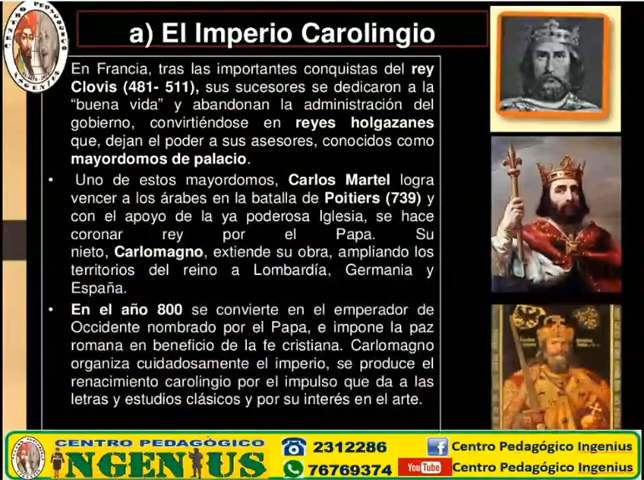 a) El Imperio Carolingio
En Francia, tras las importantes conquistas del rey
Clovis (481- 511), sus sucesores se dedicaron a la
“buena vida” y abandonan la administración del
gobierno, convirtiéndose en reyes holgazanes
que, dejan el poder a sus asesores, conocidos como
mayordomos de palacio.
• Uno de estos mayordomos, Carlos Martel logra
vencer a los árabes en la batalla de Poitiers (739) y
con el apoyo de la ya poderosa Iglesia, se hace
coronar rey por el Papa. Su
nieto, Carlomagno, extiende su obra, ampliando los
territorios del reino a Lombardía, Germania y
España.
• En el año 800 se convierte en el emperador de
Occidente nombrado por el Papa, e impone la paz
romana en beneficio de la fe cristiana. Carlomagno
organiza cuidadosamente el imperio, se produce el
renacimiento carolingio por el impulso que da a las
letras y estudios clásicos y por su interés en el arte.
CENTRO PEDAGÓGICO
INGENIUS
2312286
76769374
f Centro Pedagógico Ingenius
YouTube Centro Pedagógico Ingenius